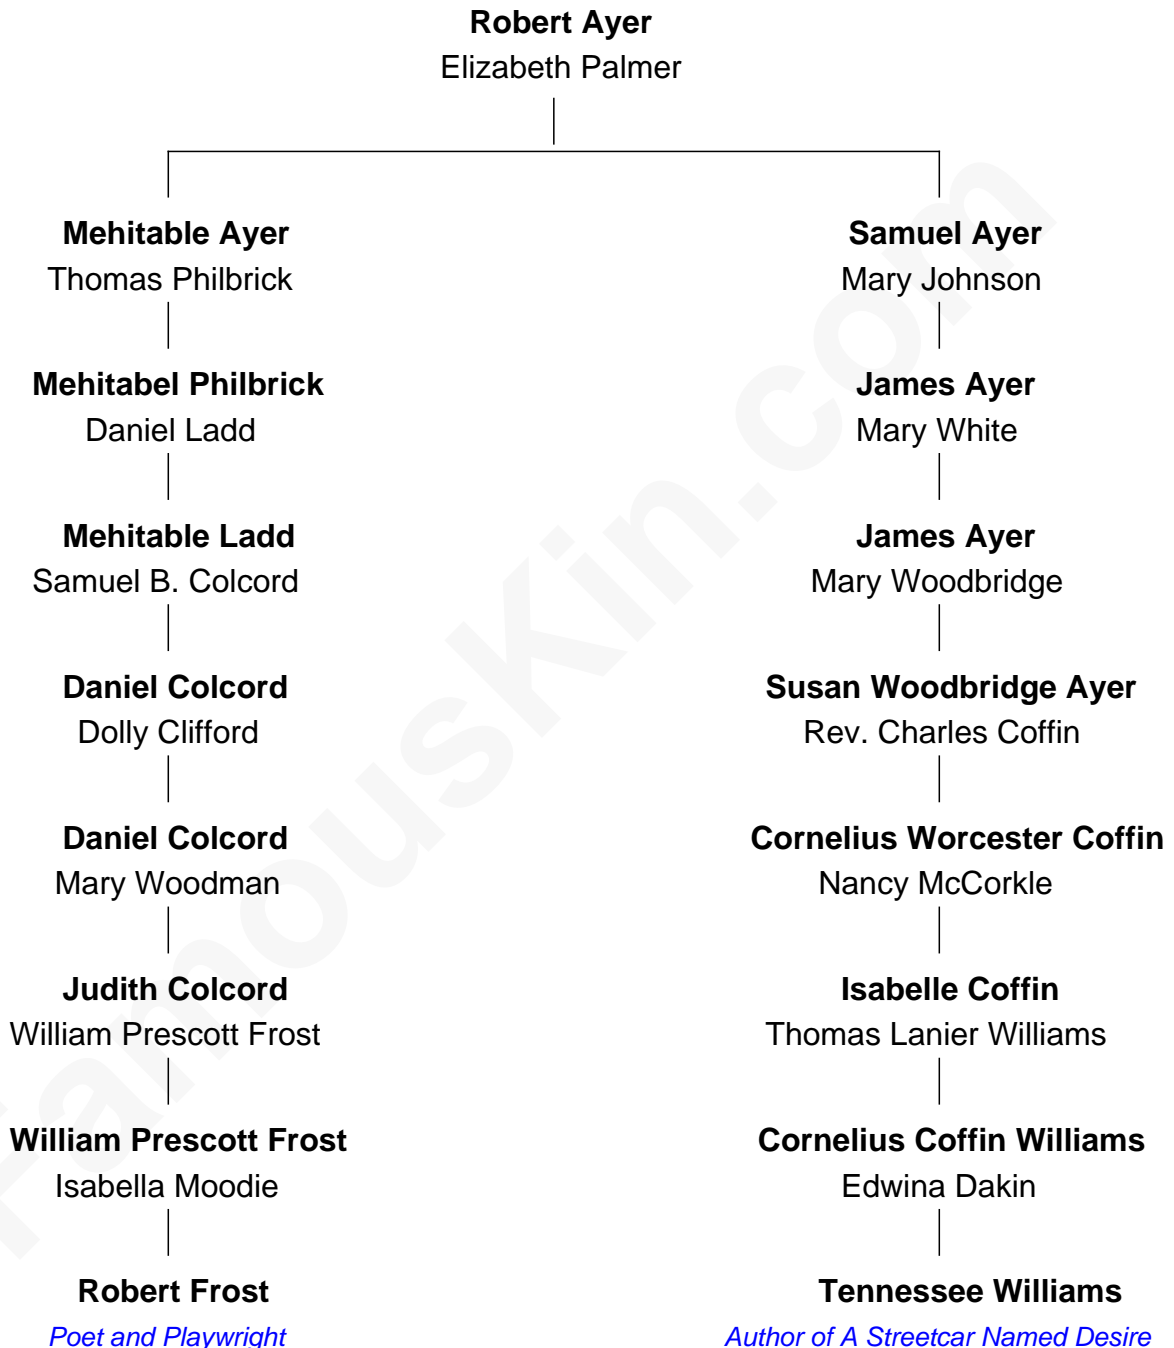 Robert Ayer
Elizabeth Palmer
Mehitable Ayer
Thomas Philbrick
Samuel Ayer
Mary Johnson
Mehitabel Philbrick
Daniel Ladd
James Ayer
Mary White
Mehitable Ladd
Samuel B. Colcord
James Ayer
Mary Woodbridge
Daniel Colcord
Dolly Clifford
Susan Woodbridge Ayer
Rev. Charles Coffin
Daniel Colcord
Mary Woodman
Cornelius Worcester Coffin
Nancy McCorkle
Judith Colcord
William Prescott Frost
Isabelle Coffin
Thomas Lanier Williams
William Prescott Frost
Isabella Moodie
Cornelius Coffin Williams
Edwina Dakin
Robert Frost
Poet and Playwright
Tennessee Williams
Author of A Streetcar Named Desire
FamousKin.com